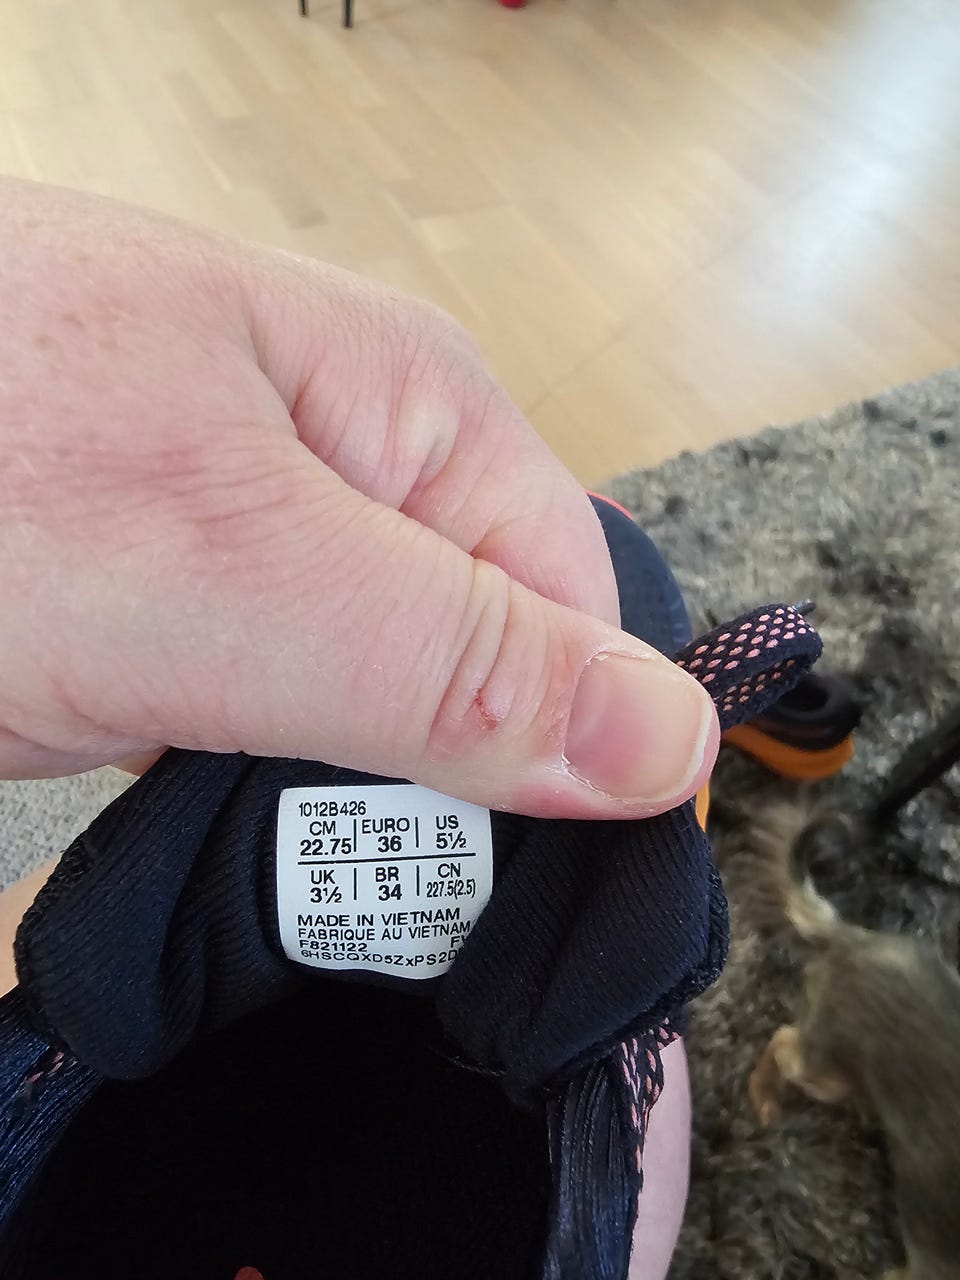 1012B426
CM EURO US
22.75 36 5½
UK BR CN
3½ 34 227.5(2.5)
MADE IN VIETNAM
FABRIQUE AU VIETNAM
F821122
6HSCQXD5ZxPS2D